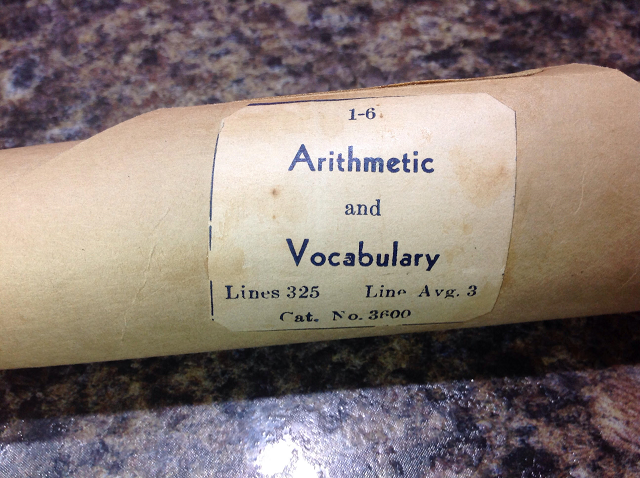 1-6
Arithmetic
and
Vocabulary
Lines 325 Line Avg. 3
Cat. No. 3600